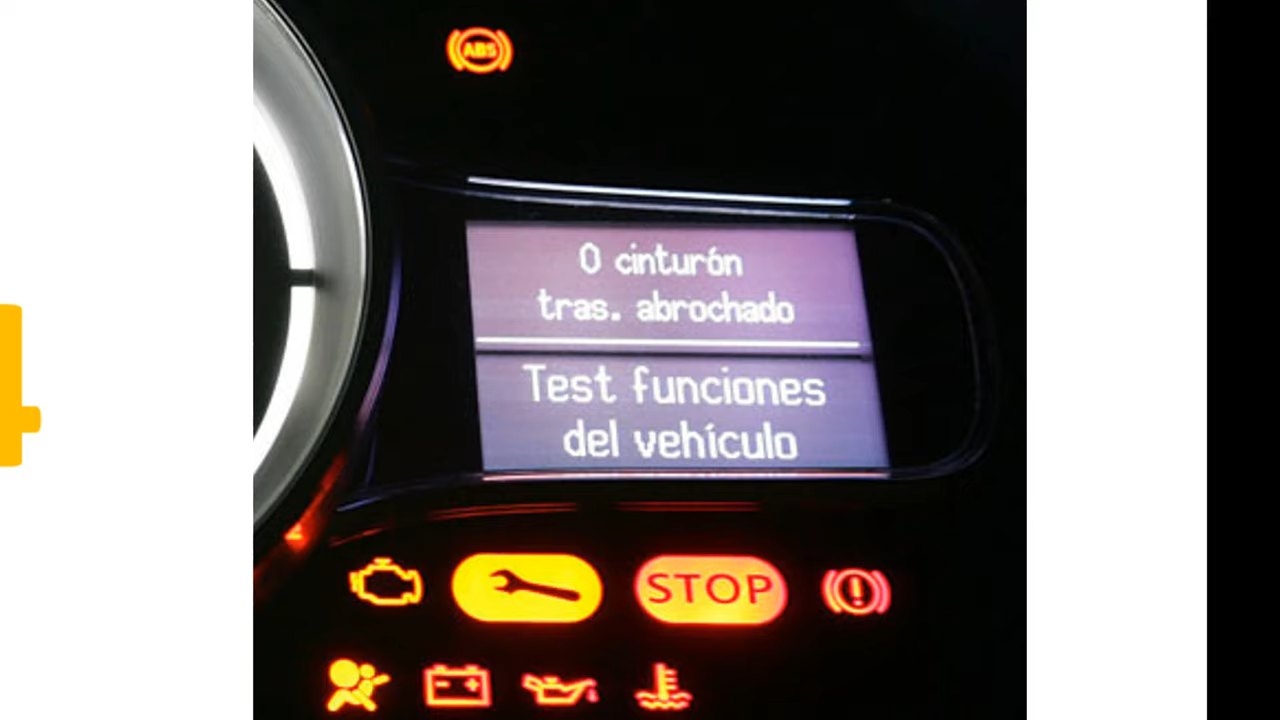 ABS
0 cinturón
tras. abrochado
Test funciones
del vehículo
STOP